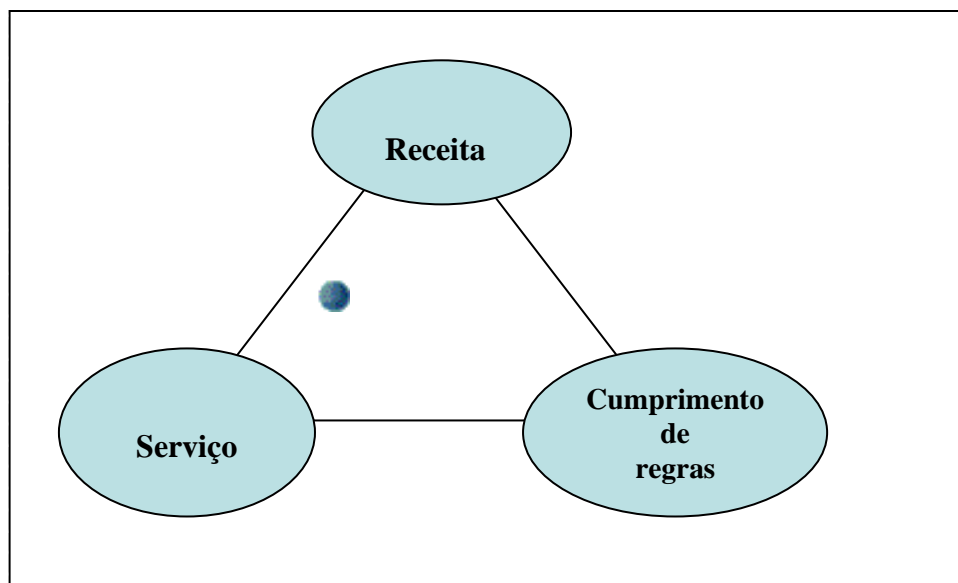 Receita
Serviço
Cumprimento
de
regras